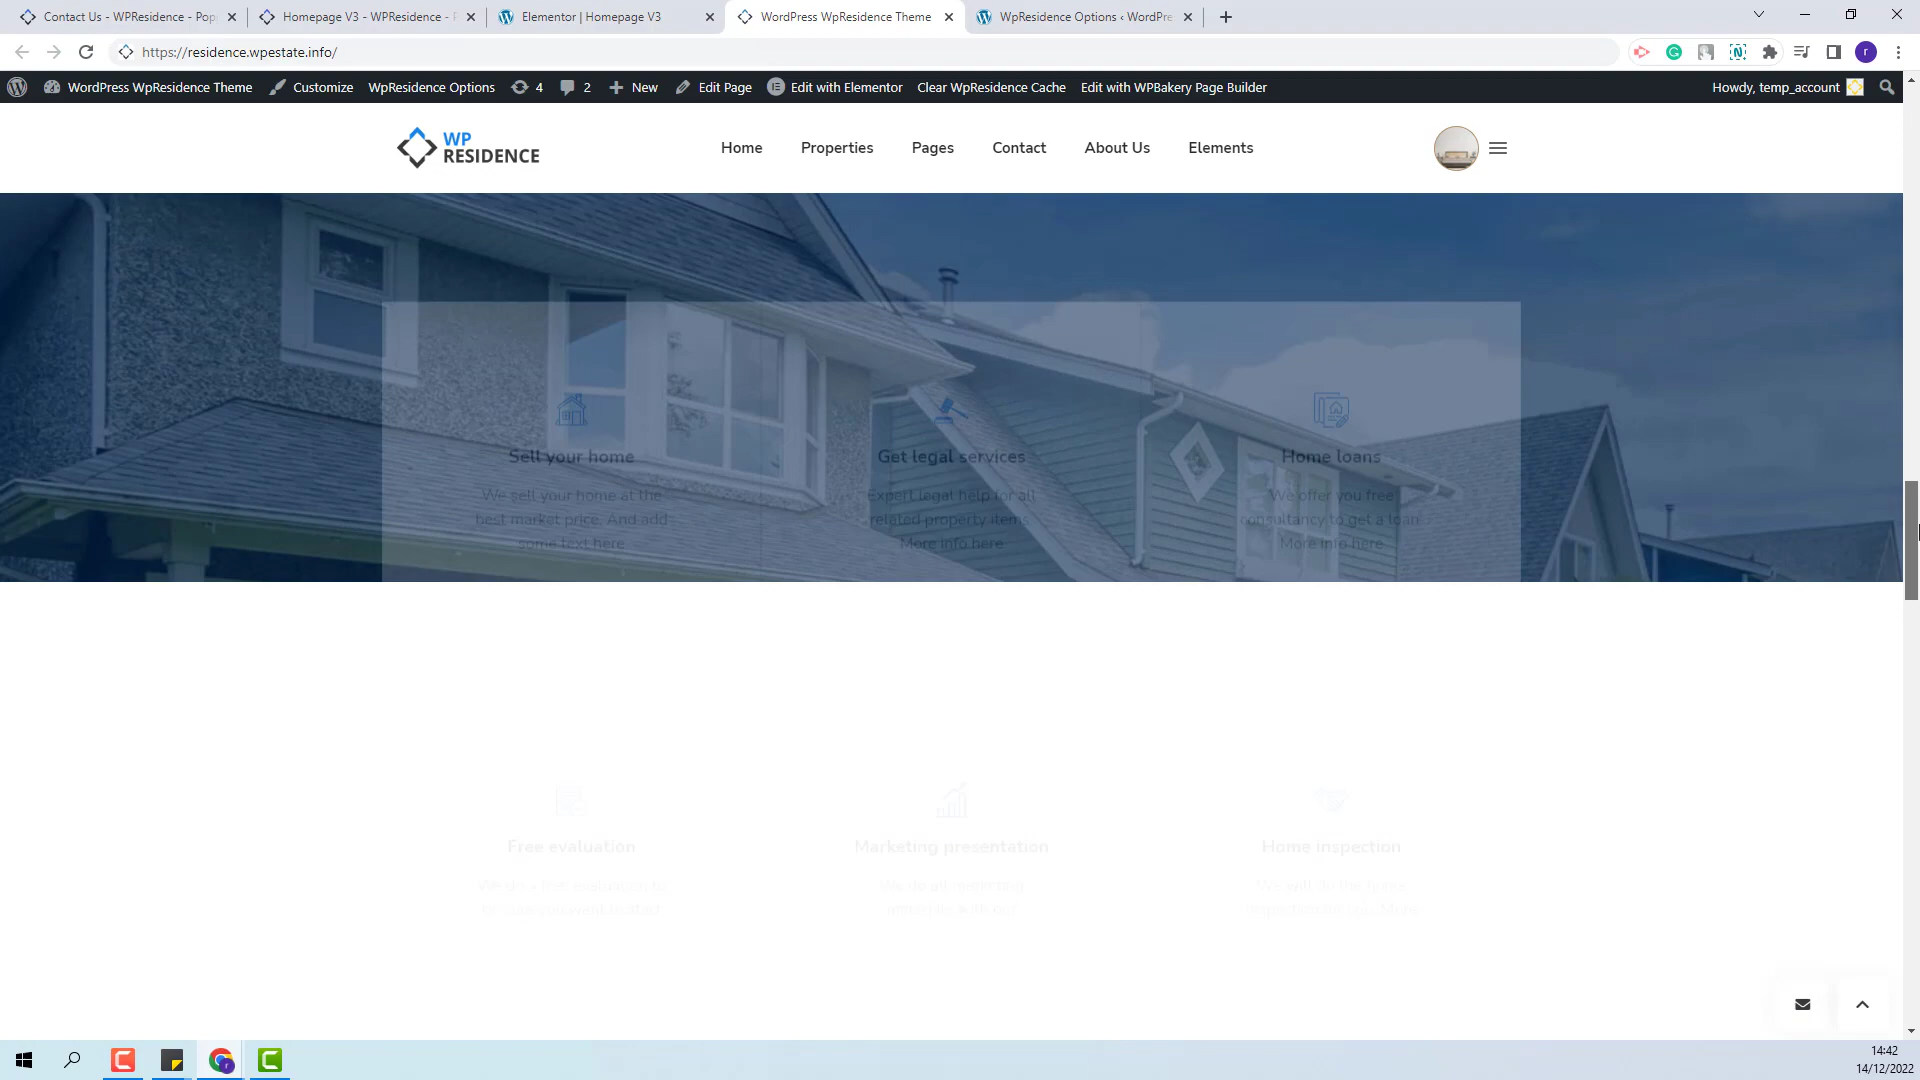 Contact Us - WPResidence - Pop
Homepage V3 - WPResidence - P
Elementor | Homepage V3
WordPress WpResidence Theme
WpResidence Options ‹ WordPre
https://residence.wpestate.info/
r
WordPress WpResidence Theme
Customize
WpResidence Options
4
2
New
Edit Page
Edit with Elementor
Clear WpResidence Cache
Edit with WPBakery Page Builder
Howdy, temp_account
WP
RESIDENCE
Home
Properties
Pages
Contact
About Us
Elements
Sell your home
We sell your home at the
best market price. And add
some text here
Get legal services
Expert legal help for all
related property items.
More info here
Home loans
We offer you free
consultancy to get a loan.
More info here
Free evaluation
Marketing presentation
Home inspection
14:42
14/12/2022